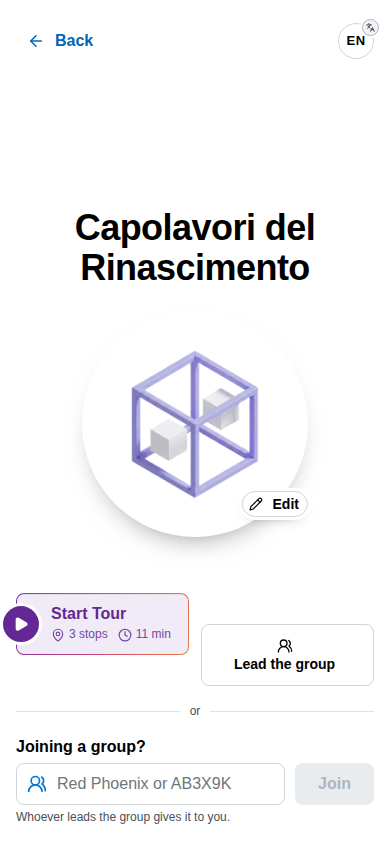 Back
EN
Capolavori del
Rinascimento
Edit
Start Tour
3 stops 11 min
Lead the group
or
Joining a group?
Red Phoenix or AB3X9K
Join
Whoever leads the group gives it to you.